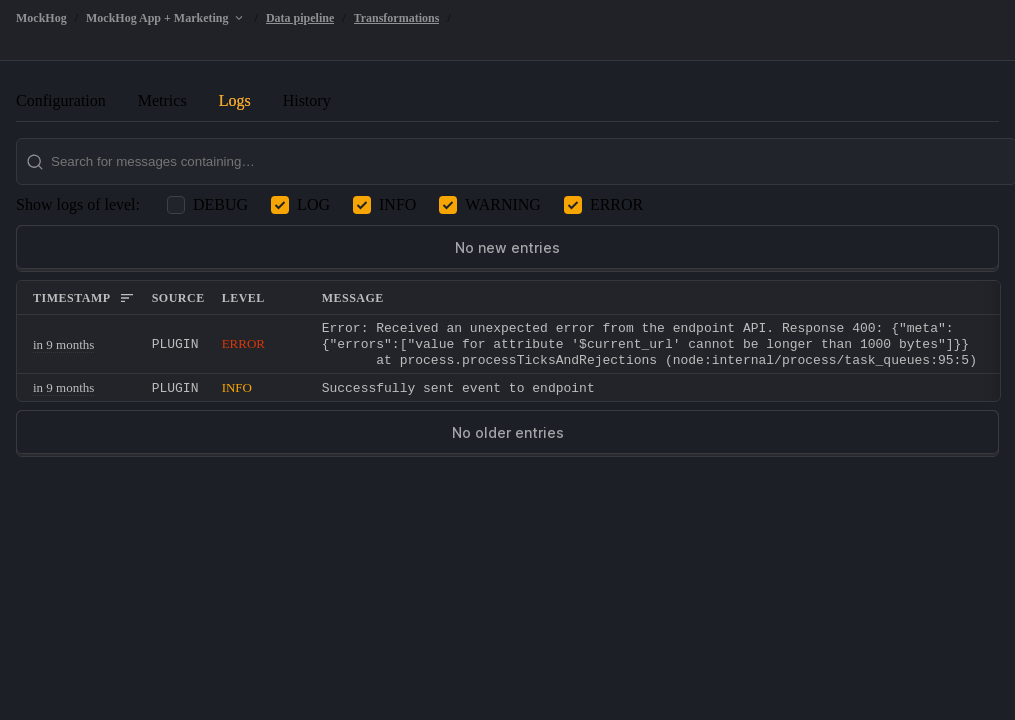 MockHog / MockHog App + Marketing / Data pipeline / Transformations /
Configuration Metrics Logs History
Search for messages containing…
Show logs of level: DEBUG LOG INFO WARNING ERROR
No new entries
TIMESTAMP SOURCE LEVEL MESSAGE
in 9 months PLUGIN ERROR Error: Received an unexpected error from the endpoint API. Response 400: {"meta":
{"errors":["value for attribute '$current_url' cannot be longer than 1000 bytes"]}}
at process.processTicksAndRejections (node:internal/process/task_queues:95:5)
in 9 months PLUGIN INFO Successfully sent event to endpoint
No older entries